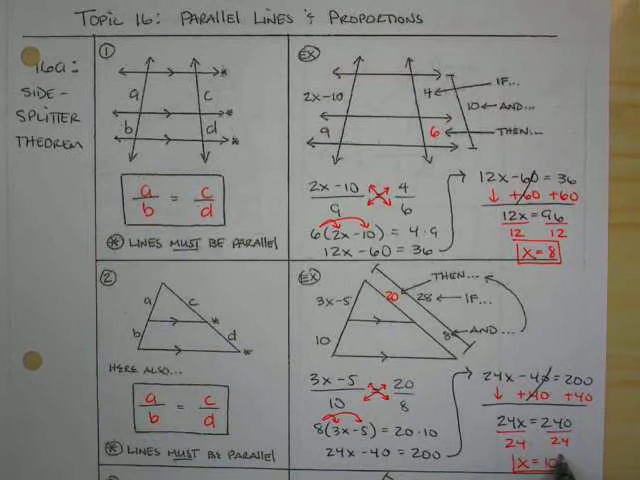 TOPIC 16: PARALLEL LINES & PROPORTIONS
16a:
SIDE-
SPLITTER
THEOREM
1
a
c
b
d
a/b = c/d
* LINES MUST BE PARALLEL
EX
2x-10
4 ← IF...
10 ← AND...
9
6 ← THEN...
2x-10/9 = 4/6
6(2x-10) = 4·9
12x-60 = 36
12x-60 = 36
+60 +60
12x = 96
12 12
x = 8
2
a
c
b
d
HERE ALSO...
a/b = c/d
* LINES MUST BE PARALLEL
EX
THEN...
3x-5
20
28 ← IF...
10
8 ← AND...
3x-5/10 = 20/8
8(3x-5) = 20·10
24x-40 = 200
24x-40 = 200
+40 +40
24x = 240
24 24
x = 10